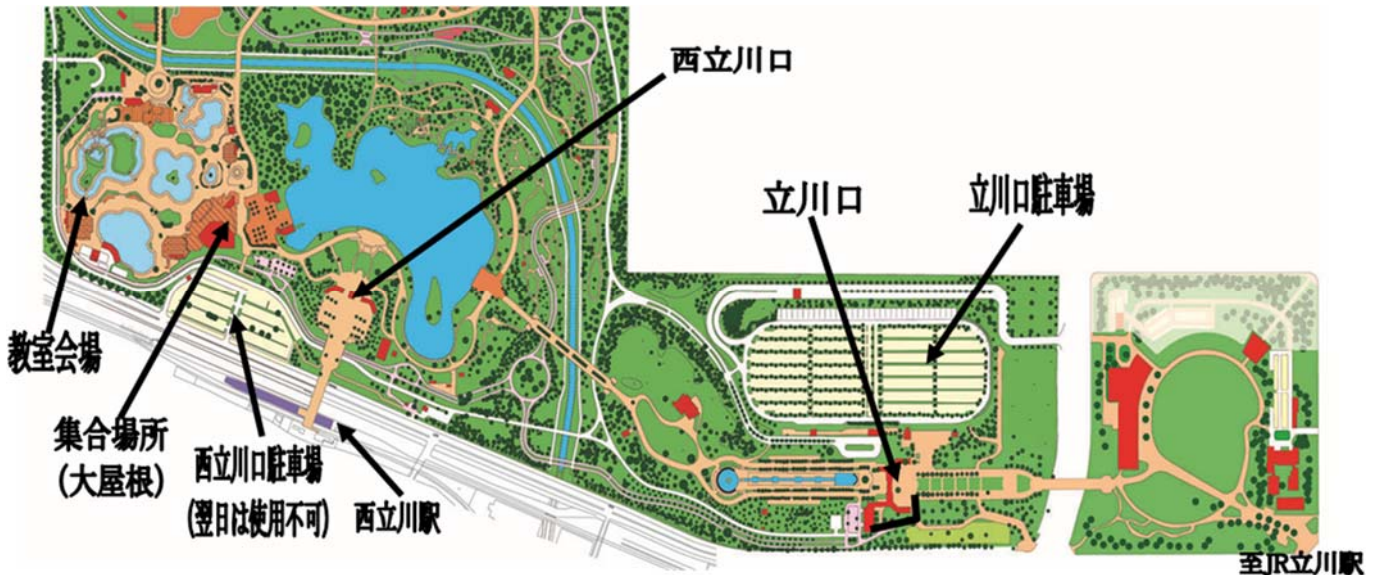 西立川口
立川口
立川口駐車場
教室会場
集合場所
(大屋根)
西立川口駐車場
(翌日は使用不可)
西立川駅
至JR立川駅